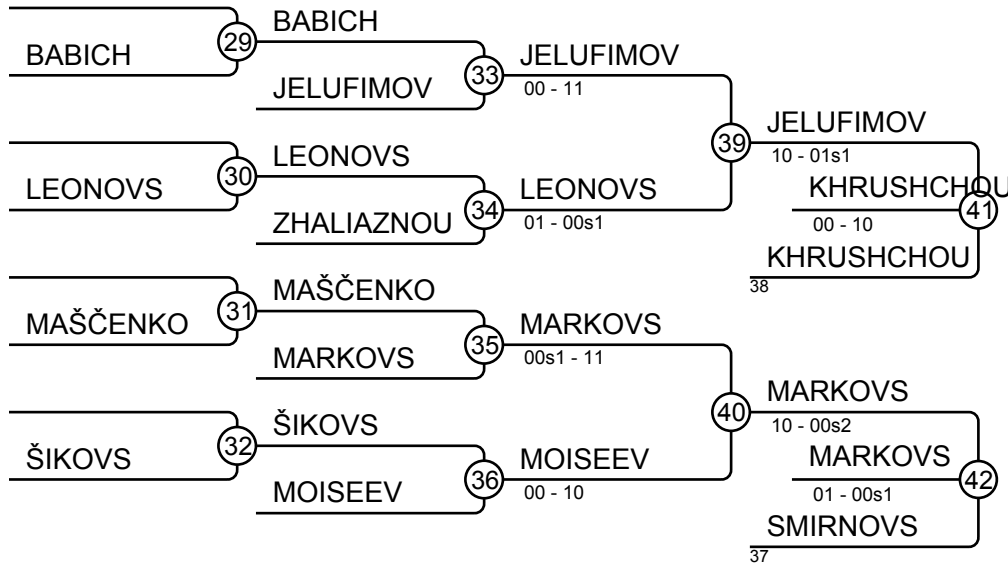 BABICH
29
BABICH
JELUFIMOV
33
JELUFIMOV
00 - 11
LEONOVS
30
LEONOVS
ZHALIAZNOU
34
LEONOVS
01 - 00s1
39
JELUFIMOV
10 - 01s1
KHRUSHCHOU
00 - 10
41
KHRUSHCHOU
38
MAŠČENKO
31
MAŠČENKO
MARKOVS
35
MARKOVS
00s1 - 11
ŠIKOVS
32
ŠIKOVS
MOISEEV
36
MOISEEV
00 - 10
40
MARKOVS
10 - 00s2
MARKOVS
01 - 00s1
42
SMIRNOVS
37